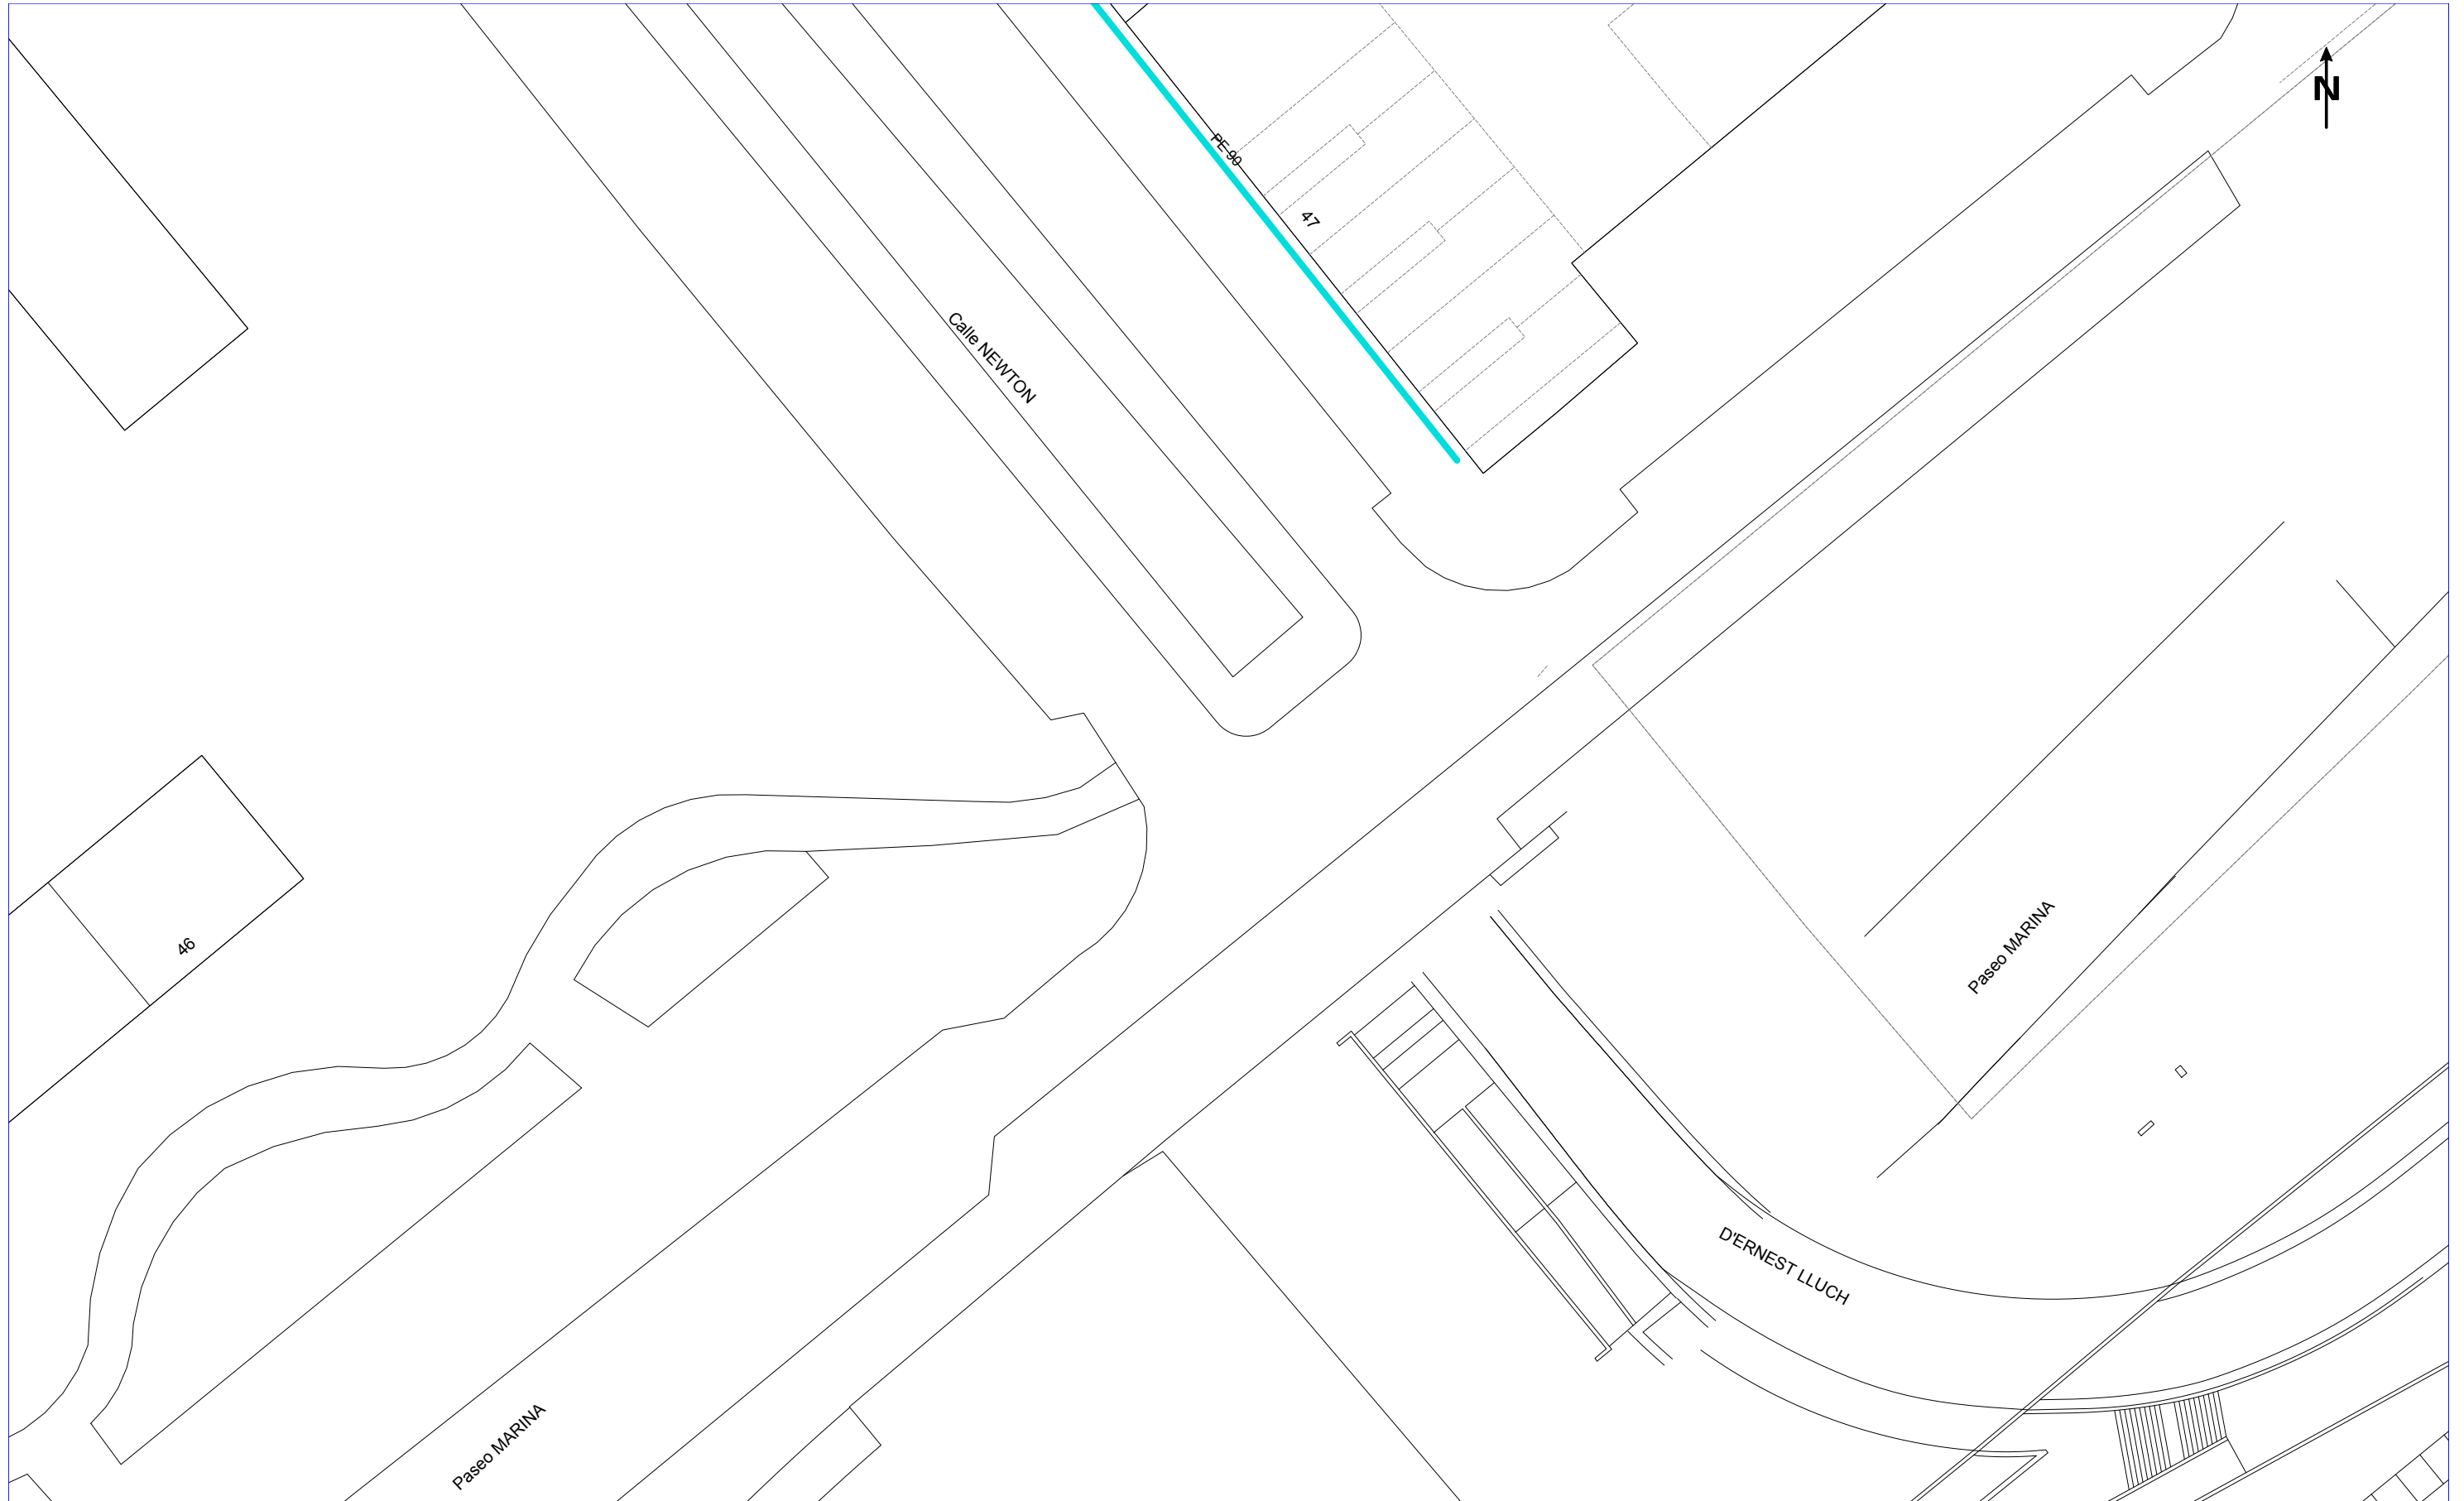 N
PE 90
47
Calle NEWTON
46
Paseo MARINA
D'ERNEST LLUCH
Paseo MARINA